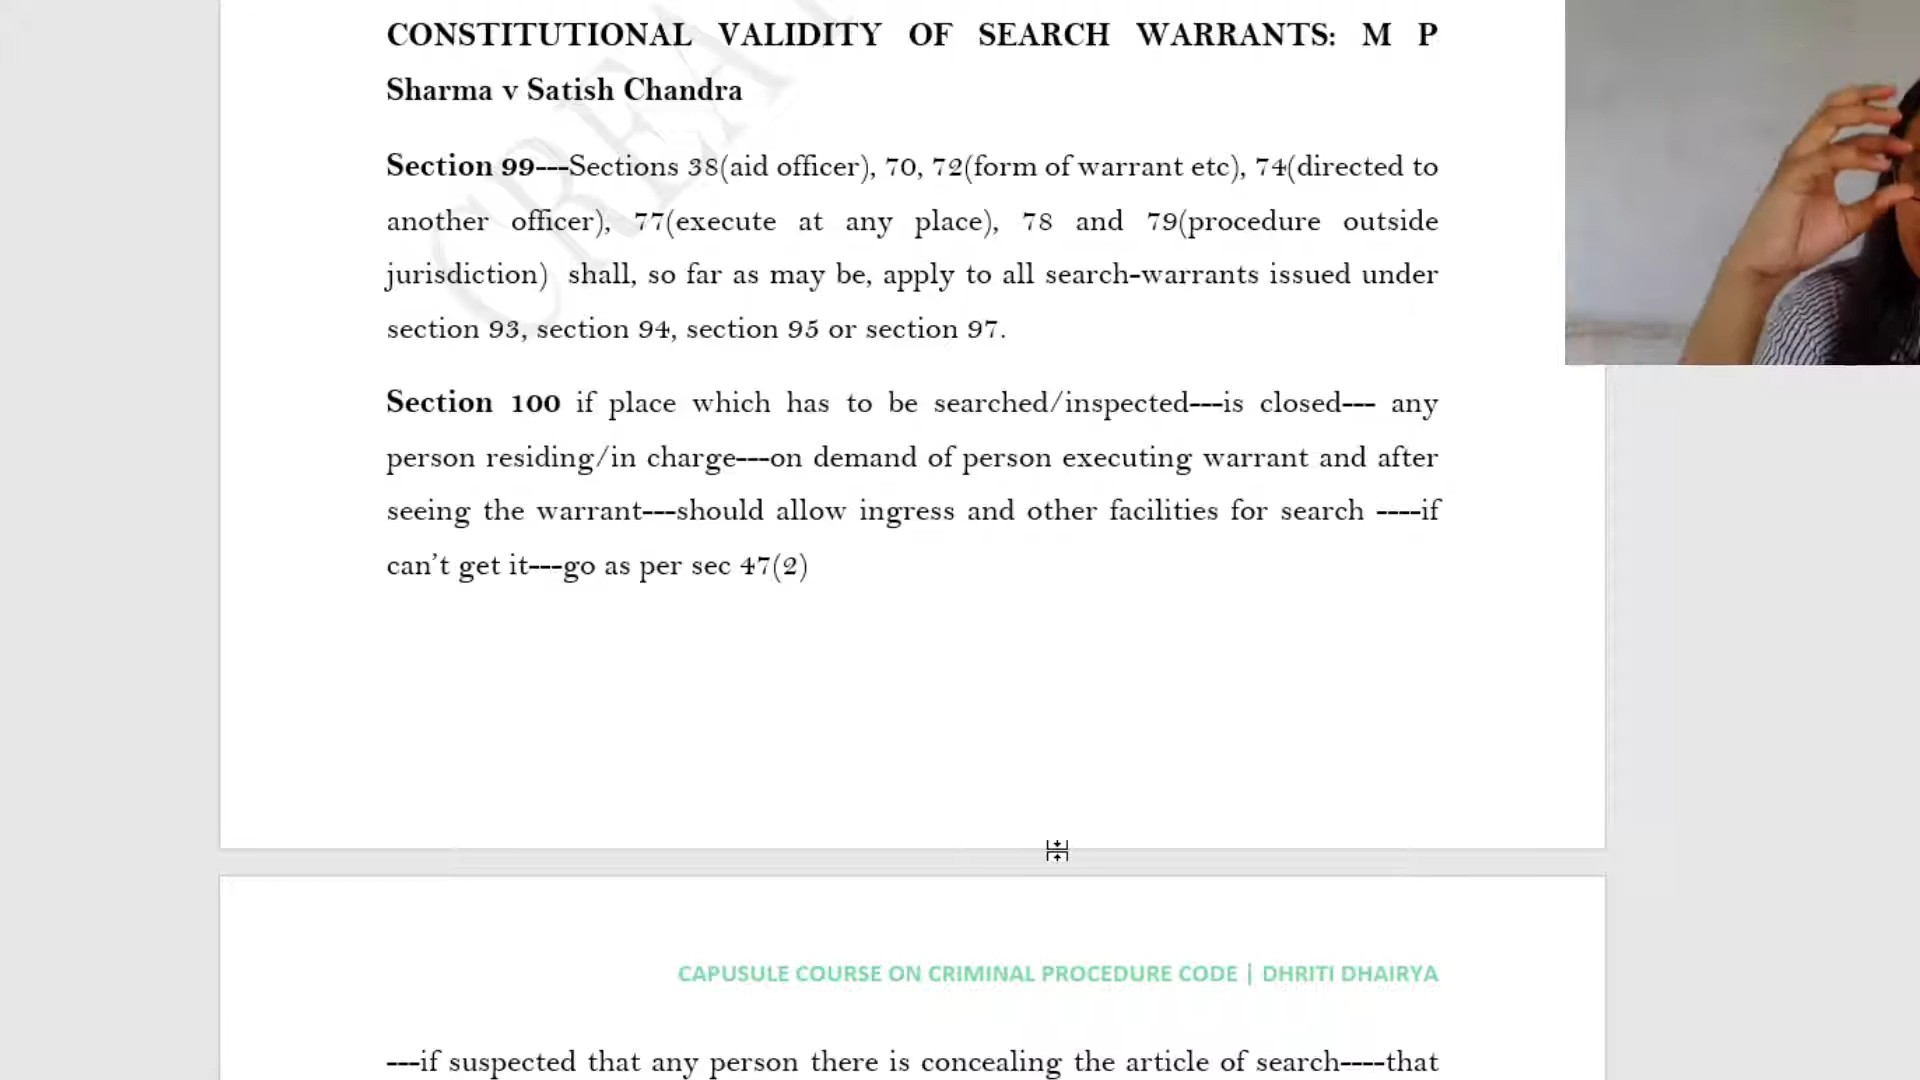 CONSTITUTIONAL VALIDITY OF SEARCH WARRANTS: M P
Sharma v Satish Chandra
Section 99---Sections 38(aid officer), 70, 72(form of warrant etc), 74(directed to
another officer), 77(execute at any place), 78 and 79(procedure outside
jurisdiction) shall, so far as may be, apply to all search-warrants issued under
section 93, section 94, section 95 or section 97.
Section 100 if place which has to be searched/inspected---is closed--- any
person residing/in charge---on demand of person executing warrant and after
seeing the warrant---should allow ingress and other facilities for search ----if
can’t get it---go as per sec 47(2)
CAPUSULE COURSE ON CRIMINAL PROCEDURE CODE | DHRITI DHAIRYA
---if suspected that any person there is concealing the article of search----that